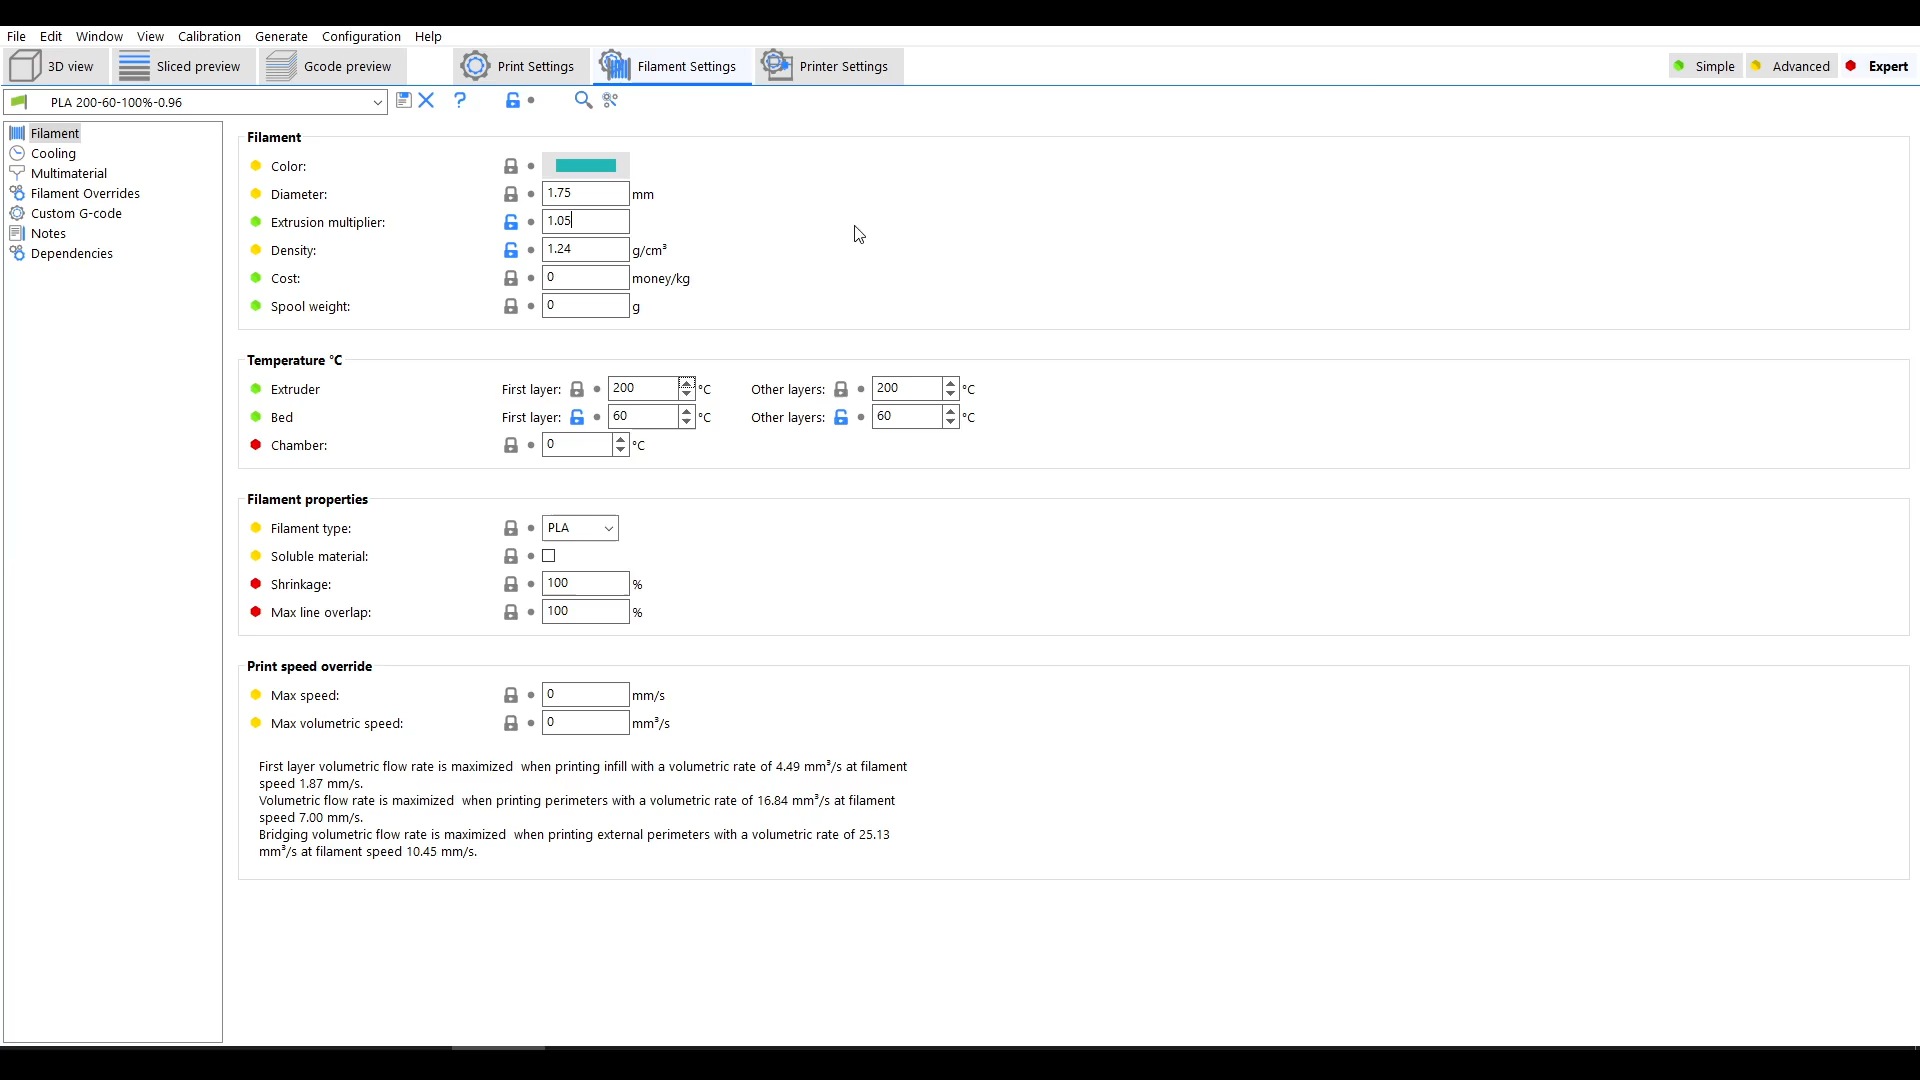 File Edit Window View Calibration Generate Configuration Help
3D view Sliced preview Gcode preview Print Settings Filament Settings Printer Settings Simple Advanced Expert
PLA 200-60-100%-0.96 ?
Filament
Cooling
Multimaterial
Filament Overrides
Custom G-code
Notes
Dependencies
Filament
Color:
Diameter: 1.75 mm
Extrusion multiplier: 1.05
Density: 1.24 g/cm³
Cost: 0 money/kg
Spool weight: 0 g
Temperature °C
Extruder First layer: 200 °C Other layers: 200 °C
Bed First layer: 60 °C Other layers: 60 °C
Chamber: 0 °C
Filament properties
Filament type: PLA
Soluble material:
Shrinkage: 100 %
Max line overlap: 100 %
Print speed override
Max speed: 0 mm/s
Max volumetric speed: 0 mm³/s
First layer volumetric flow rate is maximized when printing infill with a volumetric rate of 4.49 mm³/s at filament
speed 1.87 mm/s.
Volumetric flow rate is maximized when printing perimeters with a volumetric rate of 16.84 mm³/s at filament
speed 7.00 mm/s.
Bridging volumetric flow rate is maximized when printing external perimeters with a volumetric rate of 25.13
mm³/s at filament speed 10.45 mm/s.